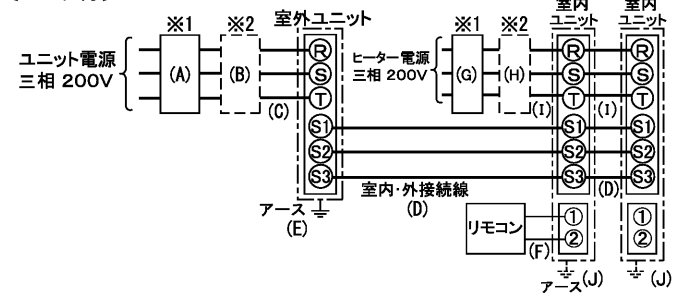 室内
ユニット
室内
ユニット
※1
※2
室外ユニット
※1
※2
ユニット電源
三相 200V
(A)
(B)
(C)
R
S
T
S1
S2
S3
ヒーター電源
三相 200V
(G)
(H)
(I)
R
S
T
S1
S2
S3
(I)
R
S
T
S1
S2
S3
室内・外接続線
(D)
(D)
アース
(E)
リモコン
(F)
①
②
①
②
アース
(J)
(J)